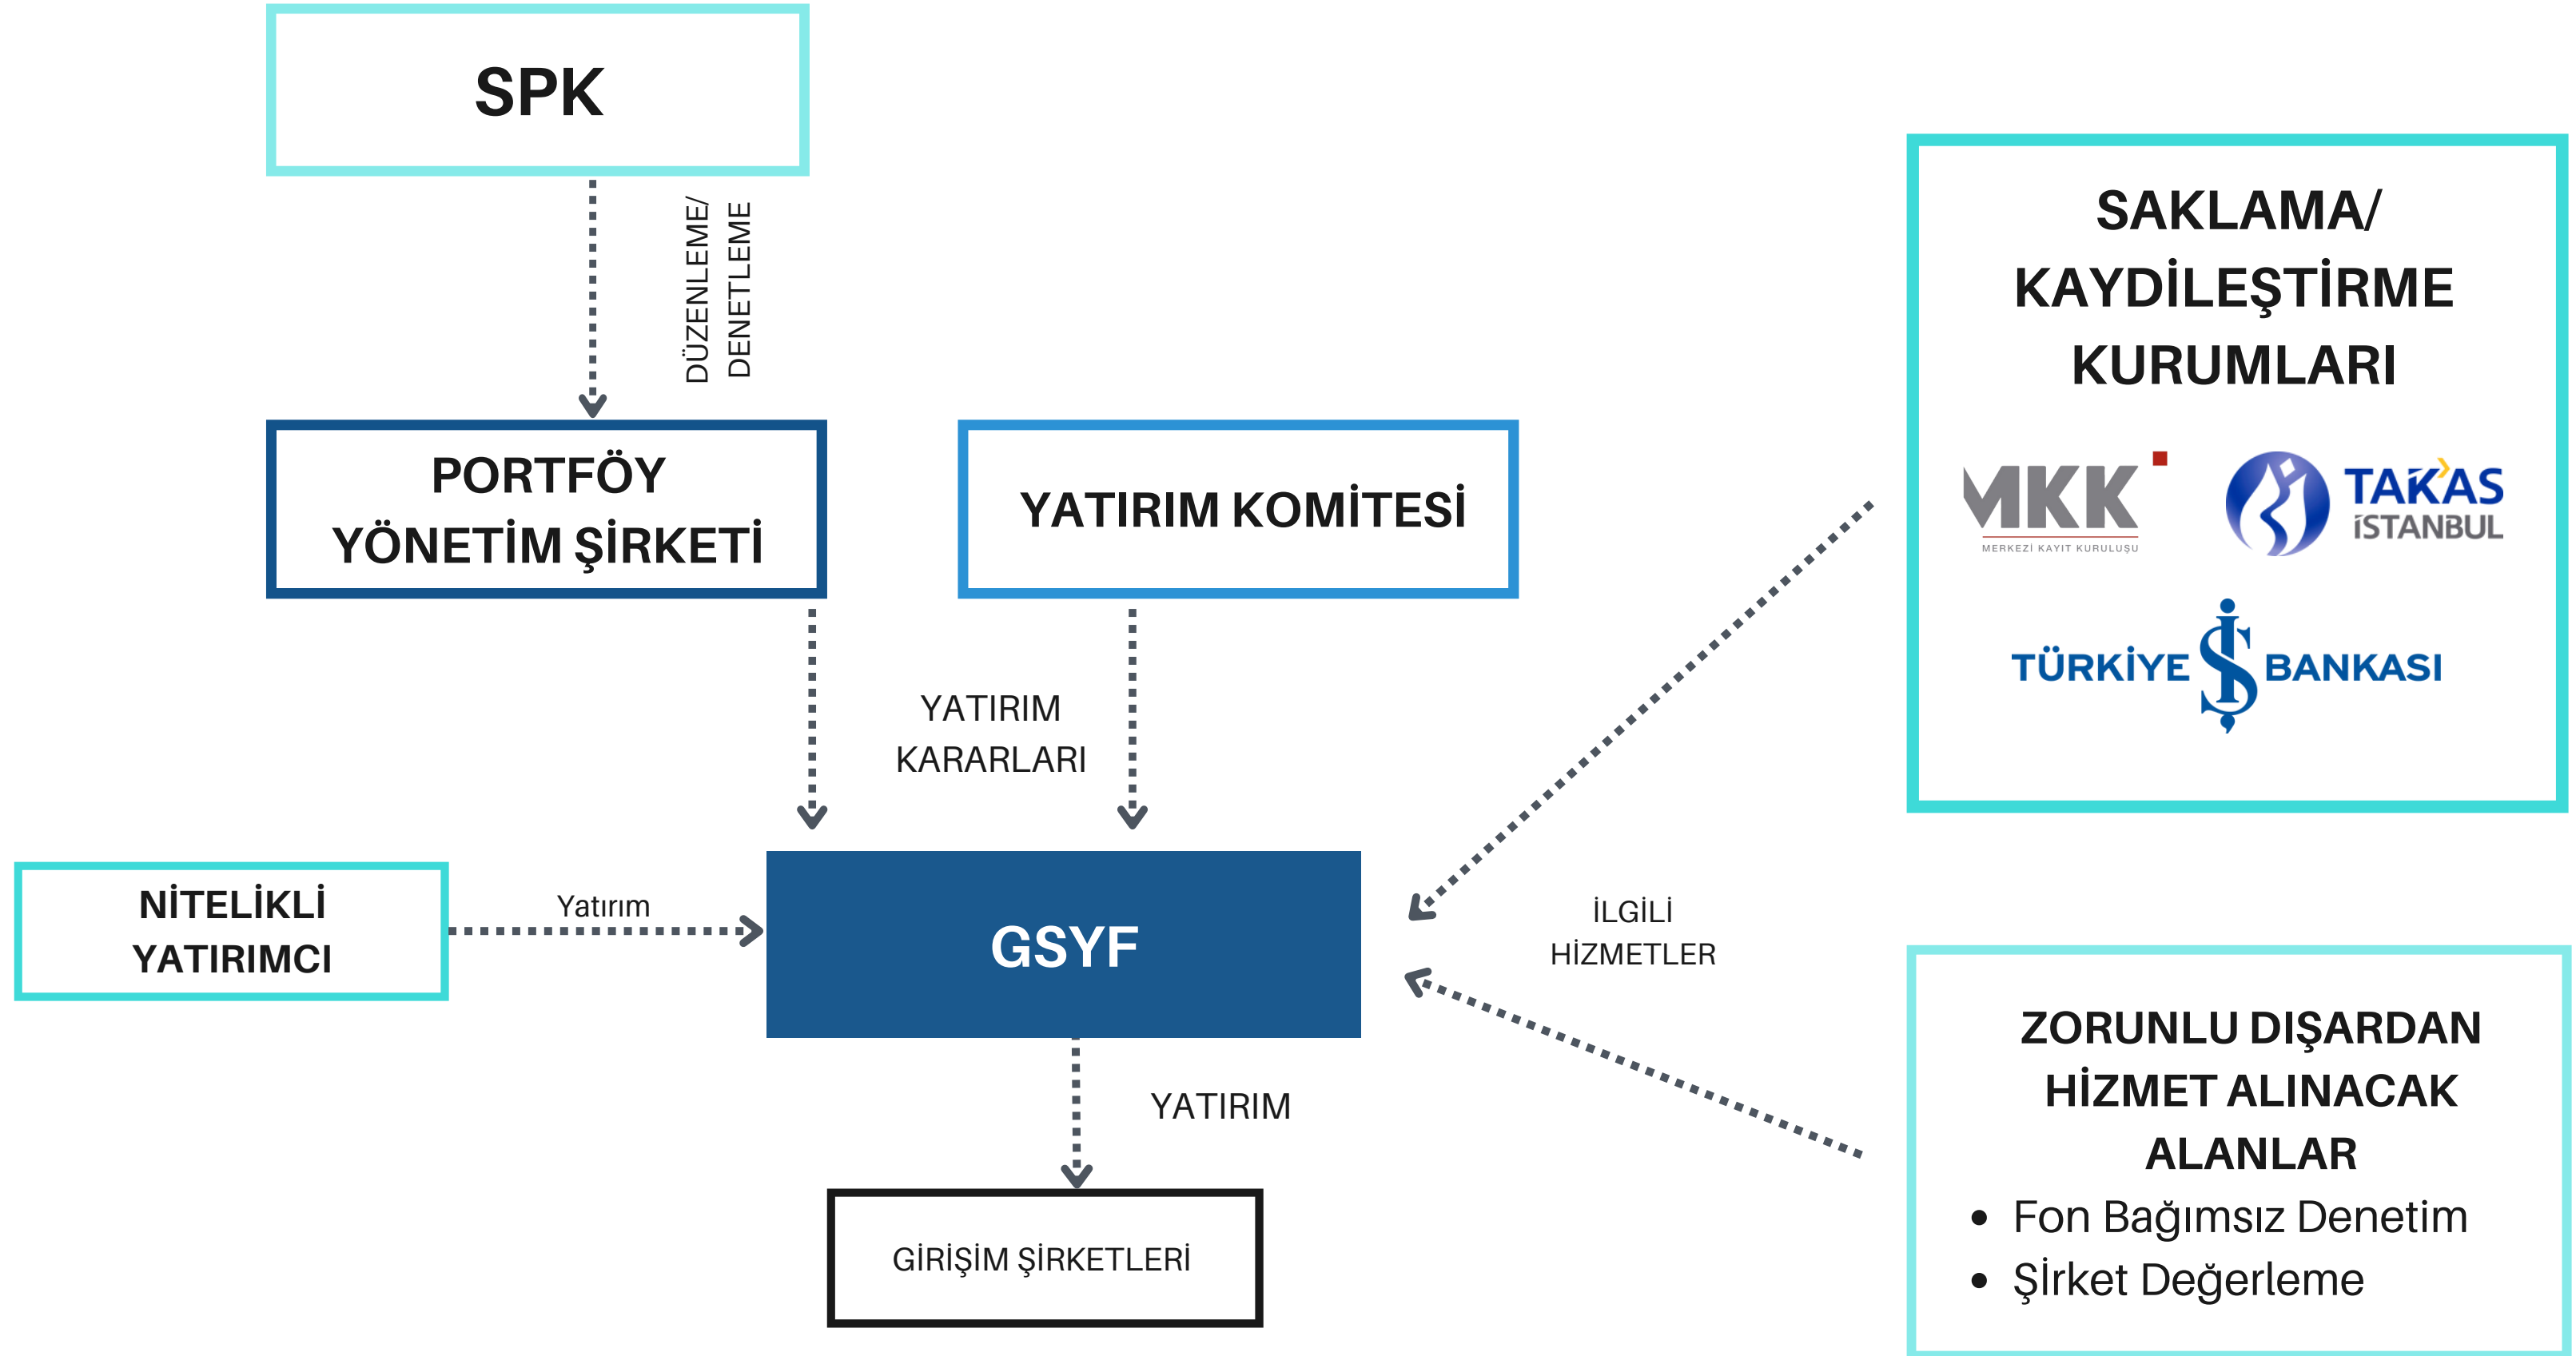 SPK
DÜZENLEME/
DENETLEME
PORTFÖY
YÖNETİM ŞİRKETİ
YATIRIM KOMİTESİ
YATIRIM
KARARLARI
NİTELİKLİ
YATIRIMCI
Yatırım
GSYF
YATIRIM
GİRİŞİM ŞİRKETLERİ
SAKLAMA/
KAYDİLEŞTİRME
KURUMLARI
MKK
MERKEZİ KAYIT KURULUŞU
TAKAS
İSTANBUL
TÜRKİYE İŞ BANKASI
İLGİLİ
HİZMETLER
ZORUNLU DIŞARDAN
HİZMET ALINACAK
ALANLAR
• Fon Bağımsız Denetim
• Şİrket Değerleme